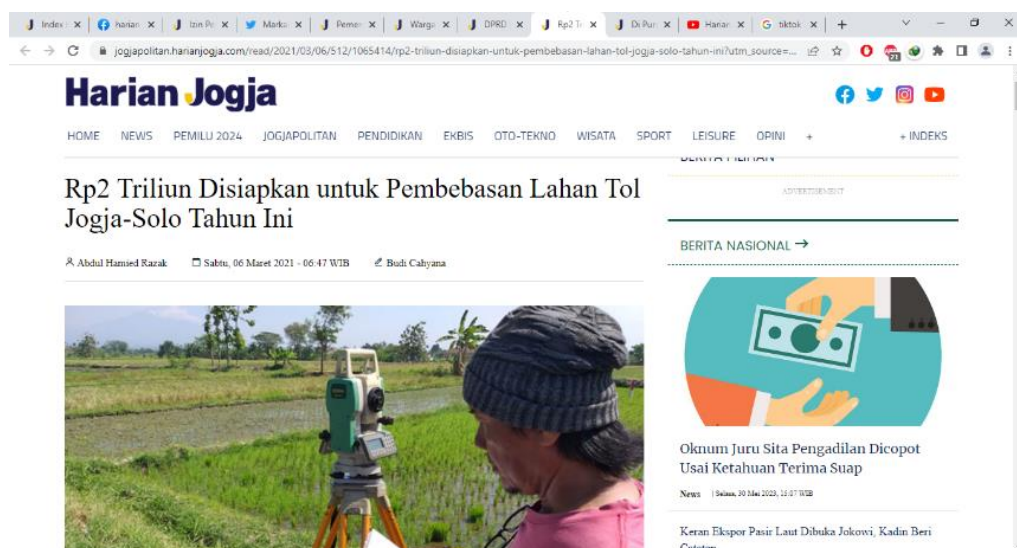 Index
harian
Izin Pe
Marka
Pemer
Warga
DPRD
Rp2 Tr
Di Pur
Harian
tiktok
jogjapolitan.harianjogja.com/read/2021/03/06/512/1065414/rp2-triliun-disiapkan-untuk-pembebasan-lahan-tol-jogja-solo-tahun-ini?utm_source=...
Harian Jogja
HOME NEWS PEMILU 2024 JOGJAPOLITAN PENDIDIKAN EKBIS OTO-TEKNO WISATA SPORT LEISURE OPINI + + INDEKS
BERITA PILIHAN
ADVERTISEMENT
Rp2 Triliun Disiapkan untuk Pembebasan Lahan Tol
Jogja-Solo Tahun Ini
Abdul Hamied Razak Sabtu, 06 Maret 2021 - 06:47 WIB Budi Cahyana
BERITA NASIONAL →
Oknum Juru Sita Pengadilan Dicopot
Usai Ketahuan Terima Suap
News | Selasa, 30 Mei 2023, 15:07 WIB
Keran Ekspor Pasir Laut Dibuka Jokowi, Kadin Beri